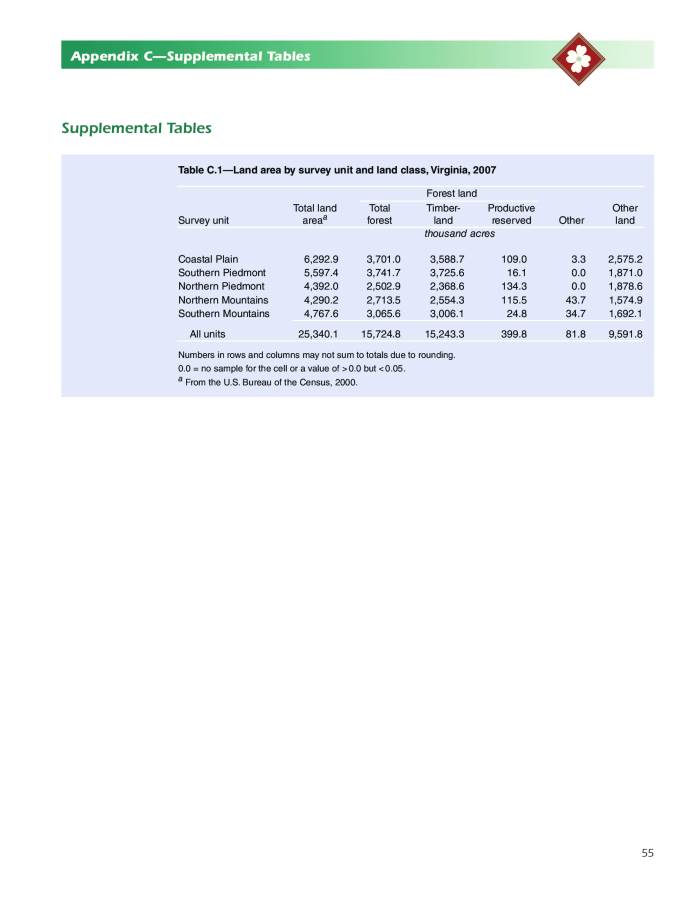 Appendix C—Supplemental Tables
Supplemental Tables
Table C.1—Land area by survey unit and land class, Virginia, 2007
Forest land
Total land Total Timber- Productive Other
Survey unit areaa forest land reserved Other land
thousand acres
Coastal Plain 6,292.9 3,701.0 3,588.7 109.0 3.3 2,575.2
Southern Piedmont 5,597.4 3,741.7 3,725.6 16.1 0.0 1,871.0
Northern Piedmont 4,392.0 2,502.9 2,368.6 134.3 0.0 1,878.6
Northern Mountains 4,290.2 2,713.5 2,554.3 115.5 43.7 1,574.9
Southern Mountains 4,767.6 3,065.6 3,006.1 24.8 34.7 1,692.1
All units 25,340.1 15,724.8 15,243.3 399.8 81.8 9,591.8
Numbers in rows and columns may not sum to totals due to rounding.
0.0 = no sample for the cell or a value of >0.0 but <0.05.
a From the U.S. Bureau of the Census, 2000.
55